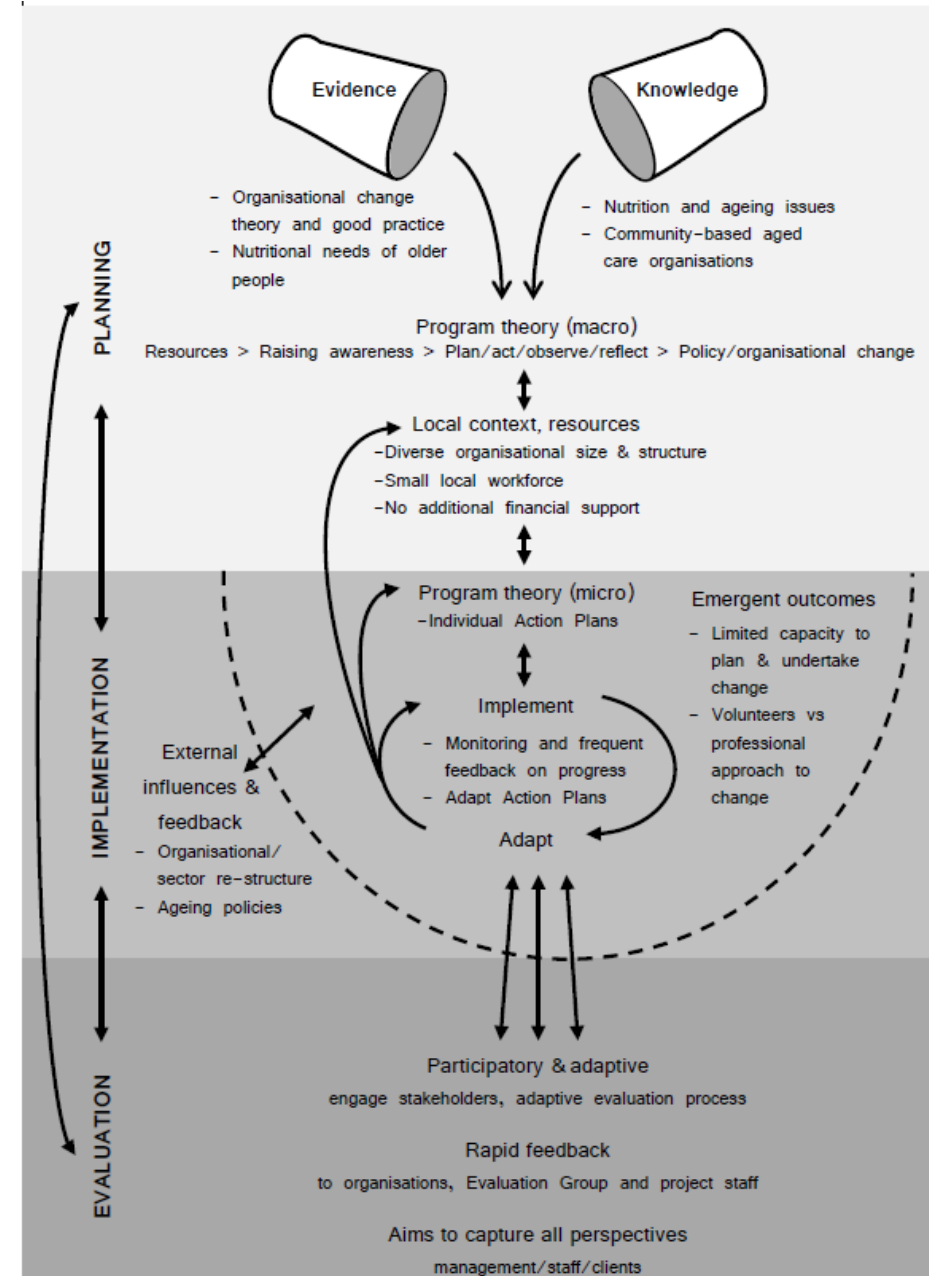 Evidence
Knowledge
- Organisational change
theory and good practice
- Nutritional needs of older
people
- Nutrition and ageing issues
- Community-based aged
care organisations
PLANNING
Program theory (macro)
Resources > Raising awareness > Plan/act/observe/reflect > Policy/organisational change
Local context, resources
-Diverse organisational size & structure
-Small local workforce
-No additional financial support
IMPLEMENTATION
Program theory (micro)
-Individual Action Plans
Implement
- Monitoring and frequent
feedback on progress
- Adapt Action Plans
Adapt
Emergent outcomes
- Limited capacity to
plan & undertake
change
- Volunteers vs
professional
approach to
change
External
influences &
feedback
- Organisational/
sector re-structure
- Ageing policies
EVALUATION
Participatory & adaptive
engage stakeholders, adaptive evaluation process
Rapid feedback
to organisations, Evaluation Group and project staff
Aims to capture all perspectives
management/staff/clients